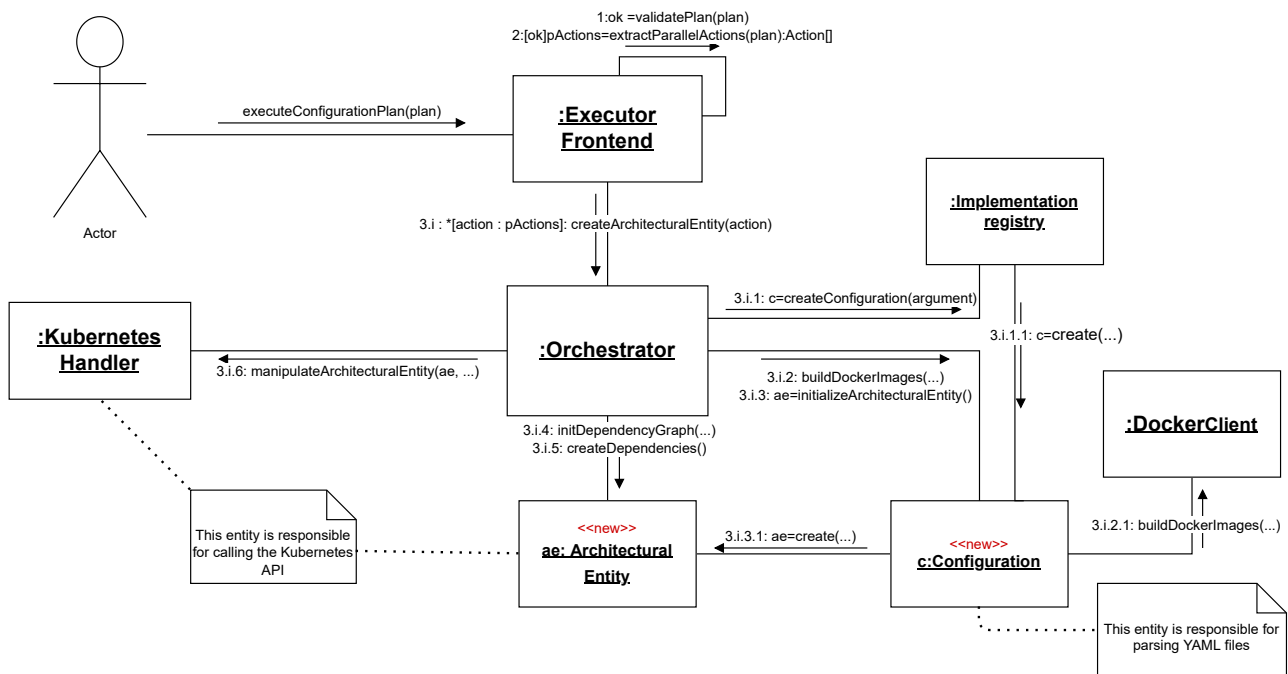 1:ok =validatePlan(plan)
2:[ok]pActions=extractParallelActions(plan):Action[]
executeConfigurationPlan(plan)
:Executor
Frontend
Actor
3.i : *[action : pActions]: createArchitecturalEntity(action)
:Implementation
registry
3.i.1: c=createConfiguration(argument)
3.i.1.1: c=create(...)
:Kubernetes
Handler
:Orchestrator
3.i.6: manipulateArchitecturalEntity(ae, ...)
3.i.2: buildDockerImages(...)
3.i.3: ae=initializeArchitecturalEntity()
:DockerClient
3.i.4: initDependencyGraph(...)
3.i.5: createDependencies()
This entity is responsible
for calling the Kubernetes
API
<<new>>
ae: Architectural
Entity
3.i.3.1: ae=create(...)
<<new>>
c:Configuration
3.i.2.1: buildDockerImages(...)
This entity is responsible for
parsing YAML files